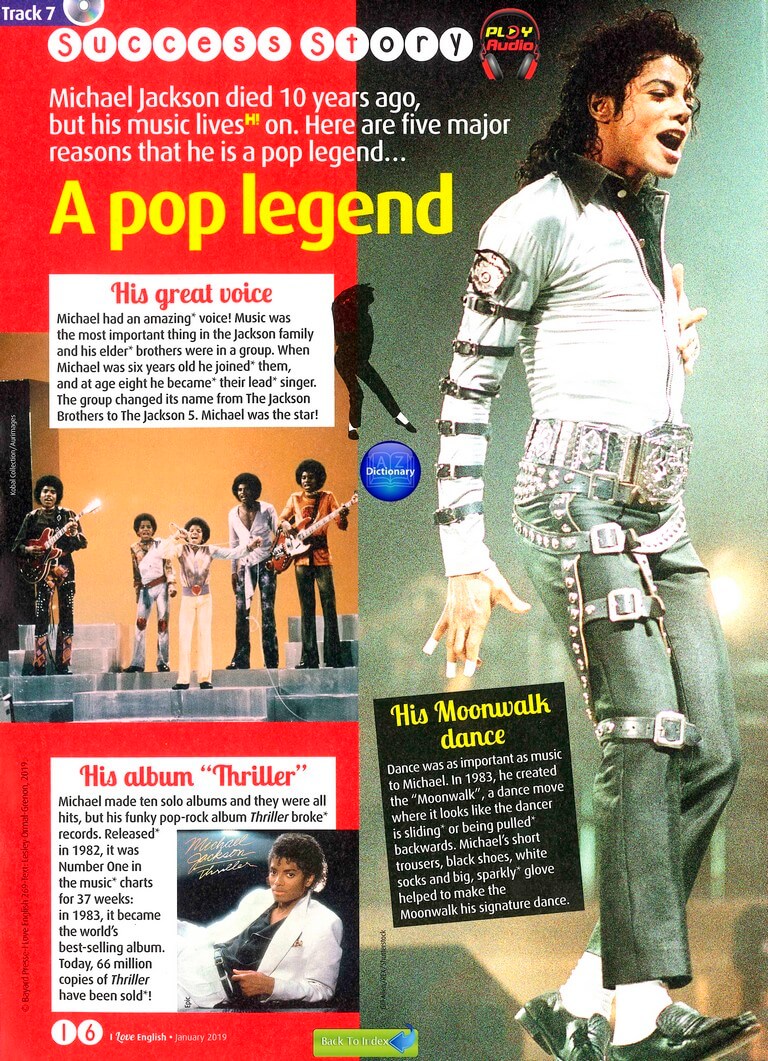 Track 7
Success Story
PLAY
Audio
Michael Jackson died 10 years ago,
but his music lives H! on. Here are five major
reasons that he is a pop legend...
A pop legend
His great voice
Michael had an amazing* voice! Music was
the most important thing in the Jackson family
and his elder* brothers were in a group. When
Michael was six years old he joined* them,
and at age eight he became* their lead* singer.
The group changed its name from The Jackson
Brothers to The Jackson 5. Michael was the star!
Kobal Collection/Aurimages
A Z
Dictionary
His Moonwalk
dance
Dance was as important as music
to Michael. In 1983, he created
the “Moonwalk”, a dance move
where it looks like the dancer
is sliding* or being pulled*
backwards. Michael's short
trousers, black shoes, white
socks and big, sparkly* glove
helped to make the
Moonwalk his signature dance.
His album “Thriller”
Michael made ten solo albums and they were all
hits, but his funky pop-rock album Thriller broke*
records. Released*
in 1982, it was
Number One in
the music* charts
for 37 weeks:
in 1983, it became
the world's
best-selling album.
Today, 66 million
copies of Thriller
have been sold*!
Michael
Jackson
Thriller
Epic
16 I Love English • January 2019
Back To Index